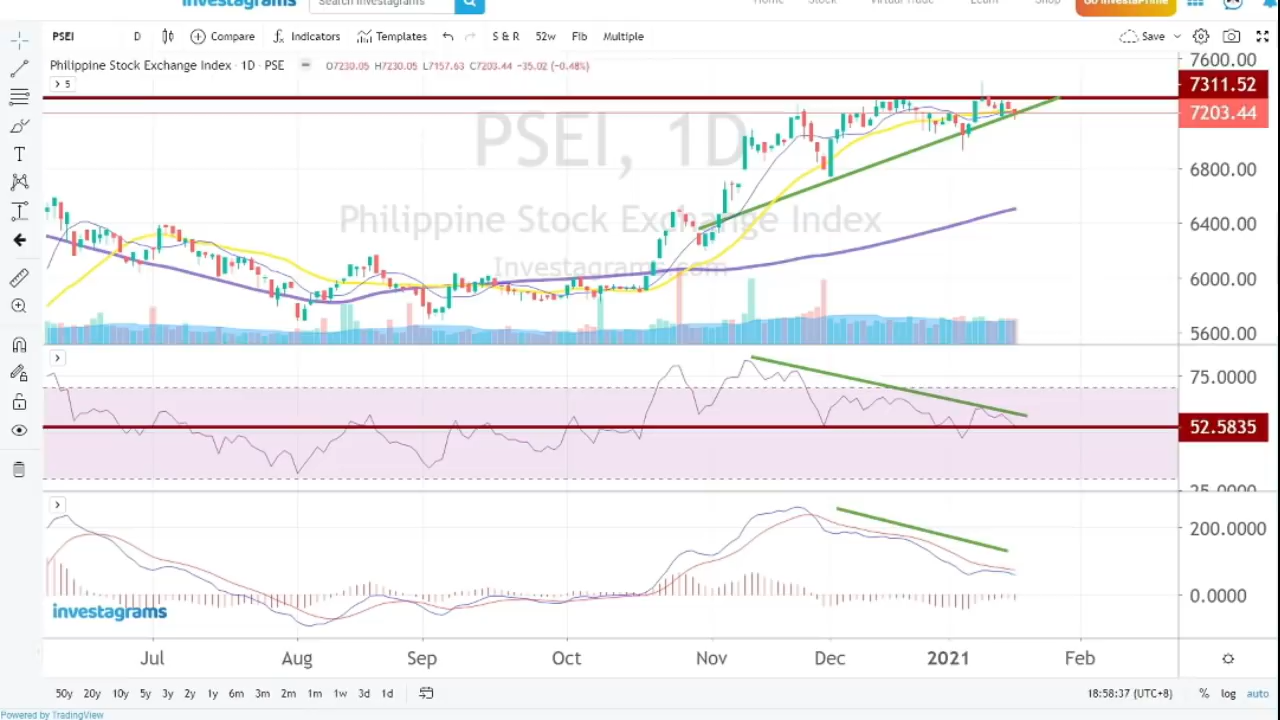 investagrams Search Investagrams Home Stock Virtual Trade Learn Shop Go InvestaPrime
PSEI D Compare Indicators Templates S & R 52w Fib Multiple Save
Philippine Stock Exchange Index · 1D · PSE O7230.05 H7230.05 L7157.63 C7203.44 −35.02 (−0.48%)
5
7600.00
7311.52
7203.44
6800.00
6400.00
6000.00
5600.00
PSEI, 1D
Philippine Stock Exchange Index
Investagrams.com
75.0000
52.5835
25.0000
200.0000
0.0000
investagrams
Jul Aug Sep Oct Nov Dec 2021 Feb
50y 20y 10y 5y 3y 2y 1y 6m 3m 2m 1m 1w 3d 1d 18:58:37 (UTC+8) % log auto
Powered by TradingView